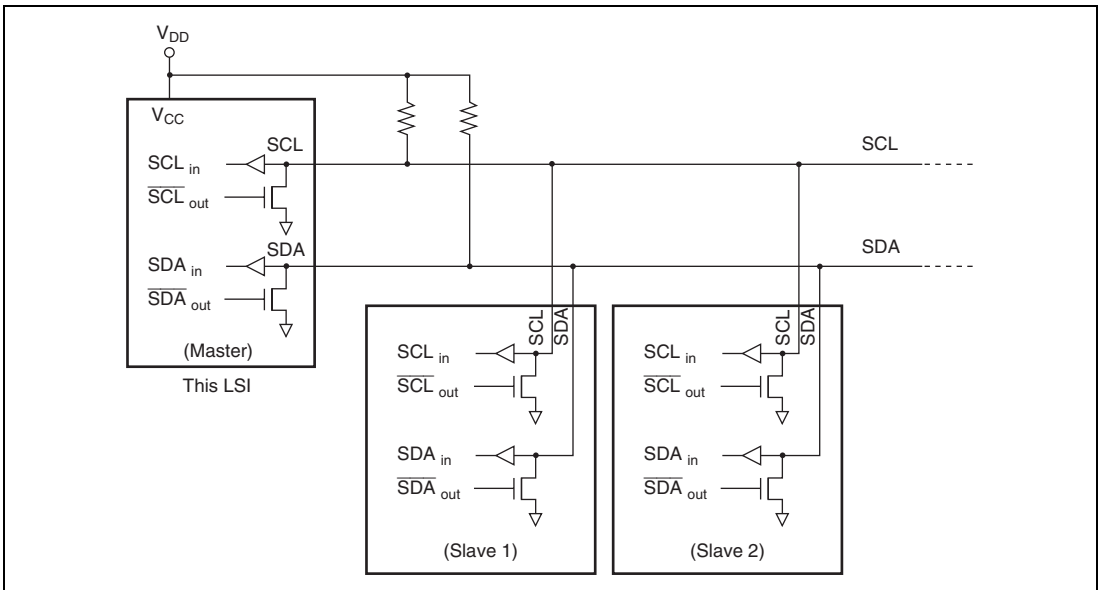 VDD
VCC
SCL
SCL in
SCL out
SDA
SDA in
SDA out
(Master)
This LSI
SCL
SDA
SCL
SDA
SCL in
SCL out
SDA in
SDA out
(Slave 1)
SCL
SDA
SCL in
SCL out
SDA in
SDA out
(Slave 2)